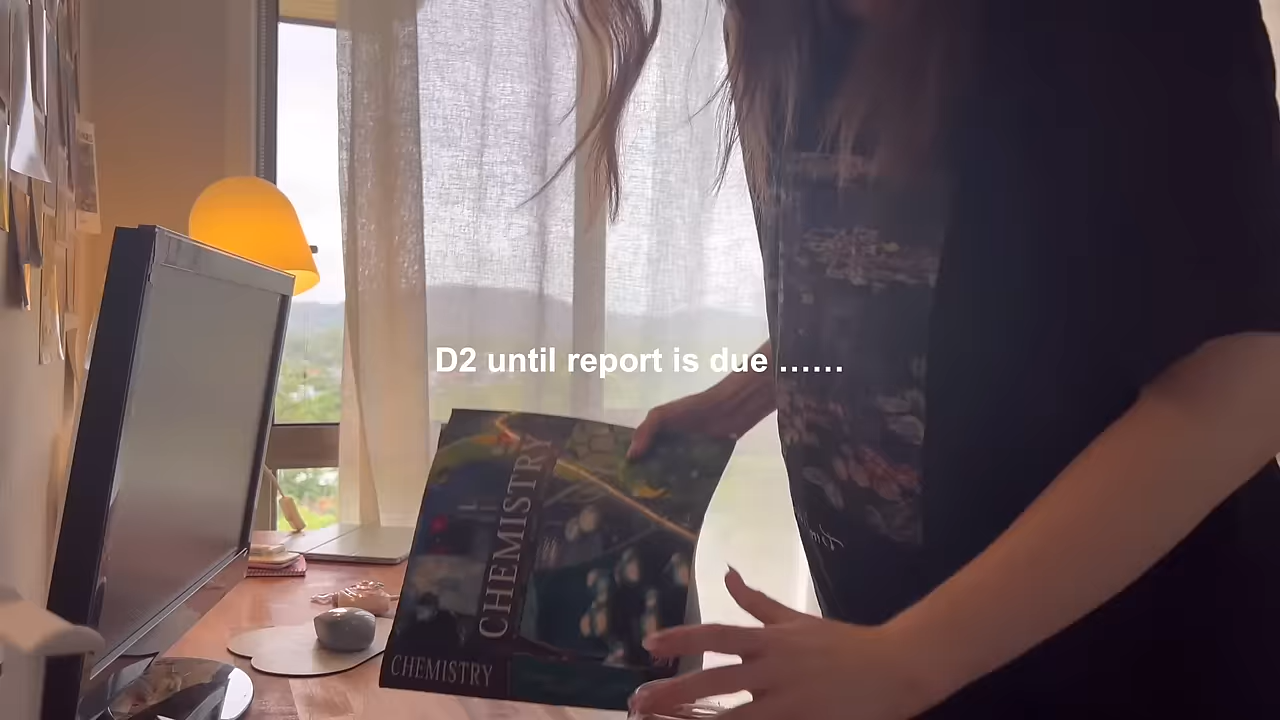 D2 until report is due ......
CHEMISTRY
CHEMISTRY